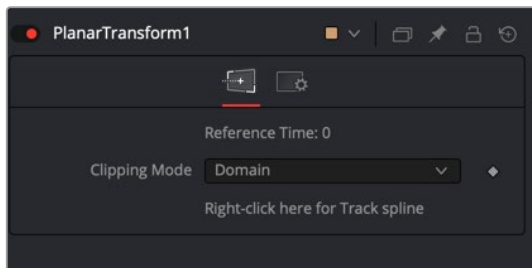 PlanarTransform1
Reference Time: 0
Clipping Mode Domain
Right-click here for Track spline